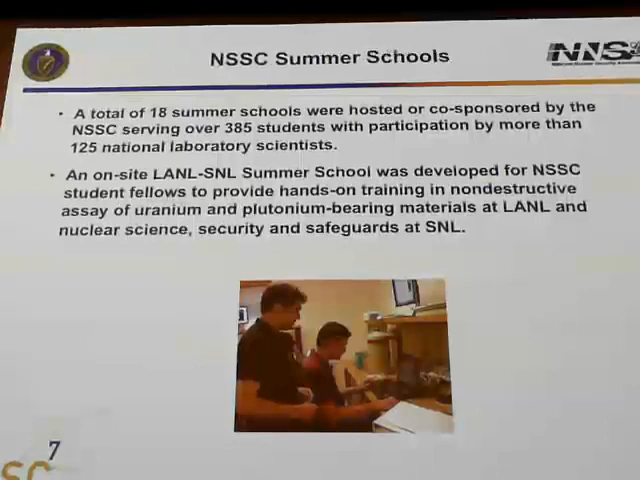 NSSC Summer Schools
NNSA
• A total of 18 summer schools were hosted or co-sponsored by the
NSSC serving over 385 students with participation by more than
125 national laboratory scientists.
• An on-site LANL-SNL Summer School was developed for NSSC
student fellows to provide hands-on training in nondestructive
assay of uranium and plutonium-bearing materials at LANL and
nuclear science, security and safeguards at SNL.
7